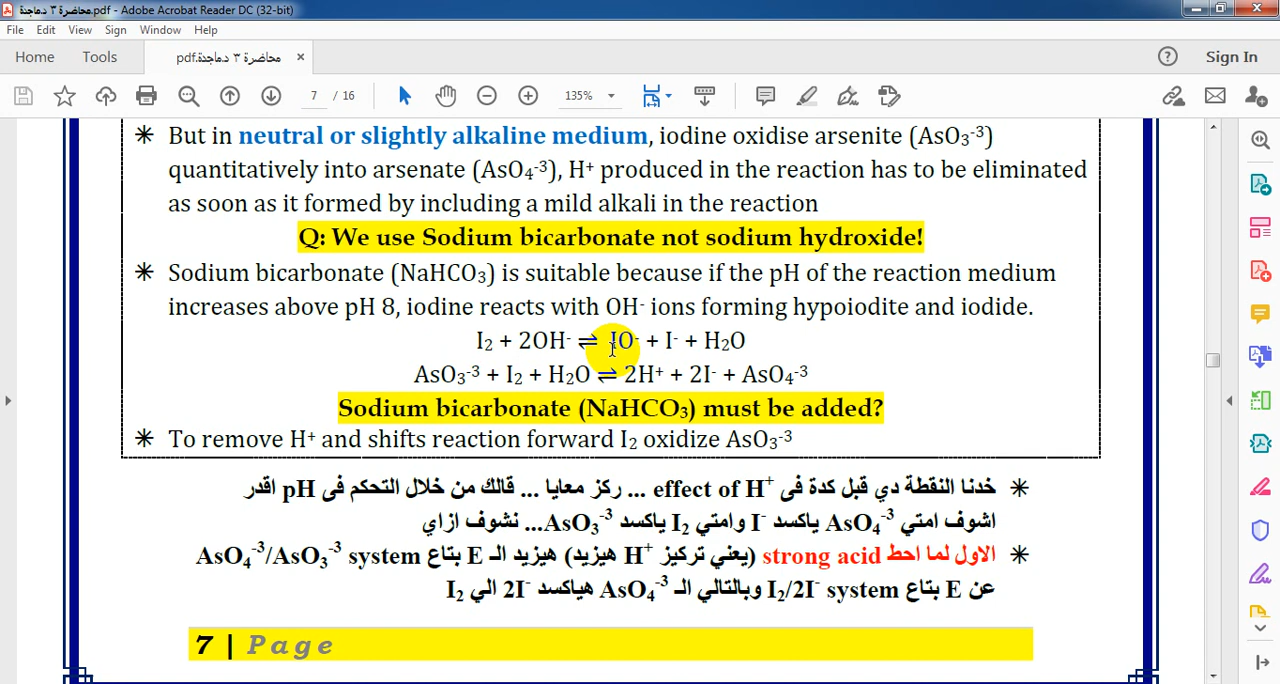 محاضرة ٣ د.ماجدة.pdf - Adobe Acrobat Reader DC (32-bit)
File Edit View Sign Window Help
Home Tools محاضرة ٣ د.ماجدة.pdf × Sign In
7 / 16 135%
✳ But in neutral or slightly alkaline medium, iodine oxidise arsenite (AsO₃⁻³)
quantitatively into arsenate (AsO₄⁻³), H⁺ produced in the reaction has to be eliminated
as soon as it formed by including a mild alkali in the reaction
Q: We use Sodium bicarbonate not sodium hydroxide!
✳ Sodium bicarbonate (NaHCO₃) is suitable because if the pH of the reaction medium
increases above pH 8, iodine reacts with OH⁻ ions forming hypoiodite and iodide.
I₂ + 2OH⁻ ⇌ IO⁻ + I⁻ + H₂O
AsO₃⁻³ + I₂ + H₂O ⇌ 2H⁺ + 2I⁻ + AsO₄⁻³
Sodium bicarbonate (NaHCO₃) must be added?
✳ To remove H⁺ and shifts reaction forward I₂ oxidize AsO₃⁻³
✳ خدنا النقطة دي قبل كدة فى effect of H⁺ ... ركز معايا ... قالك من خلال التحكم فى pH اقدر
اشوف امتي AsO₄⁻³ ياكسد I⁻ وامتي I₂ ياكسد AsO₃⁻³... نشوف ازاي
✳ الاول لما احط strong acid (يعني تركيز H⁺ هيزيد) هيزيد الـ E بتاع AsO₄⁻³/AsO₃⁻³ system
عن E بتاع I₂/2I⁻ system وبالتالي الـ AsO₄⁻³ هياكسد 2I⁻ الي I₂
7 | Page